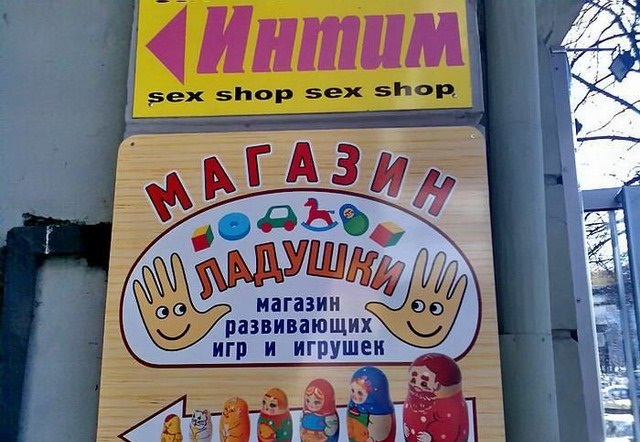 Интим
sex shop sex shop
МАГАЗИН
ЛАДУШКИ
магазин
развивающих
игр и игрушек